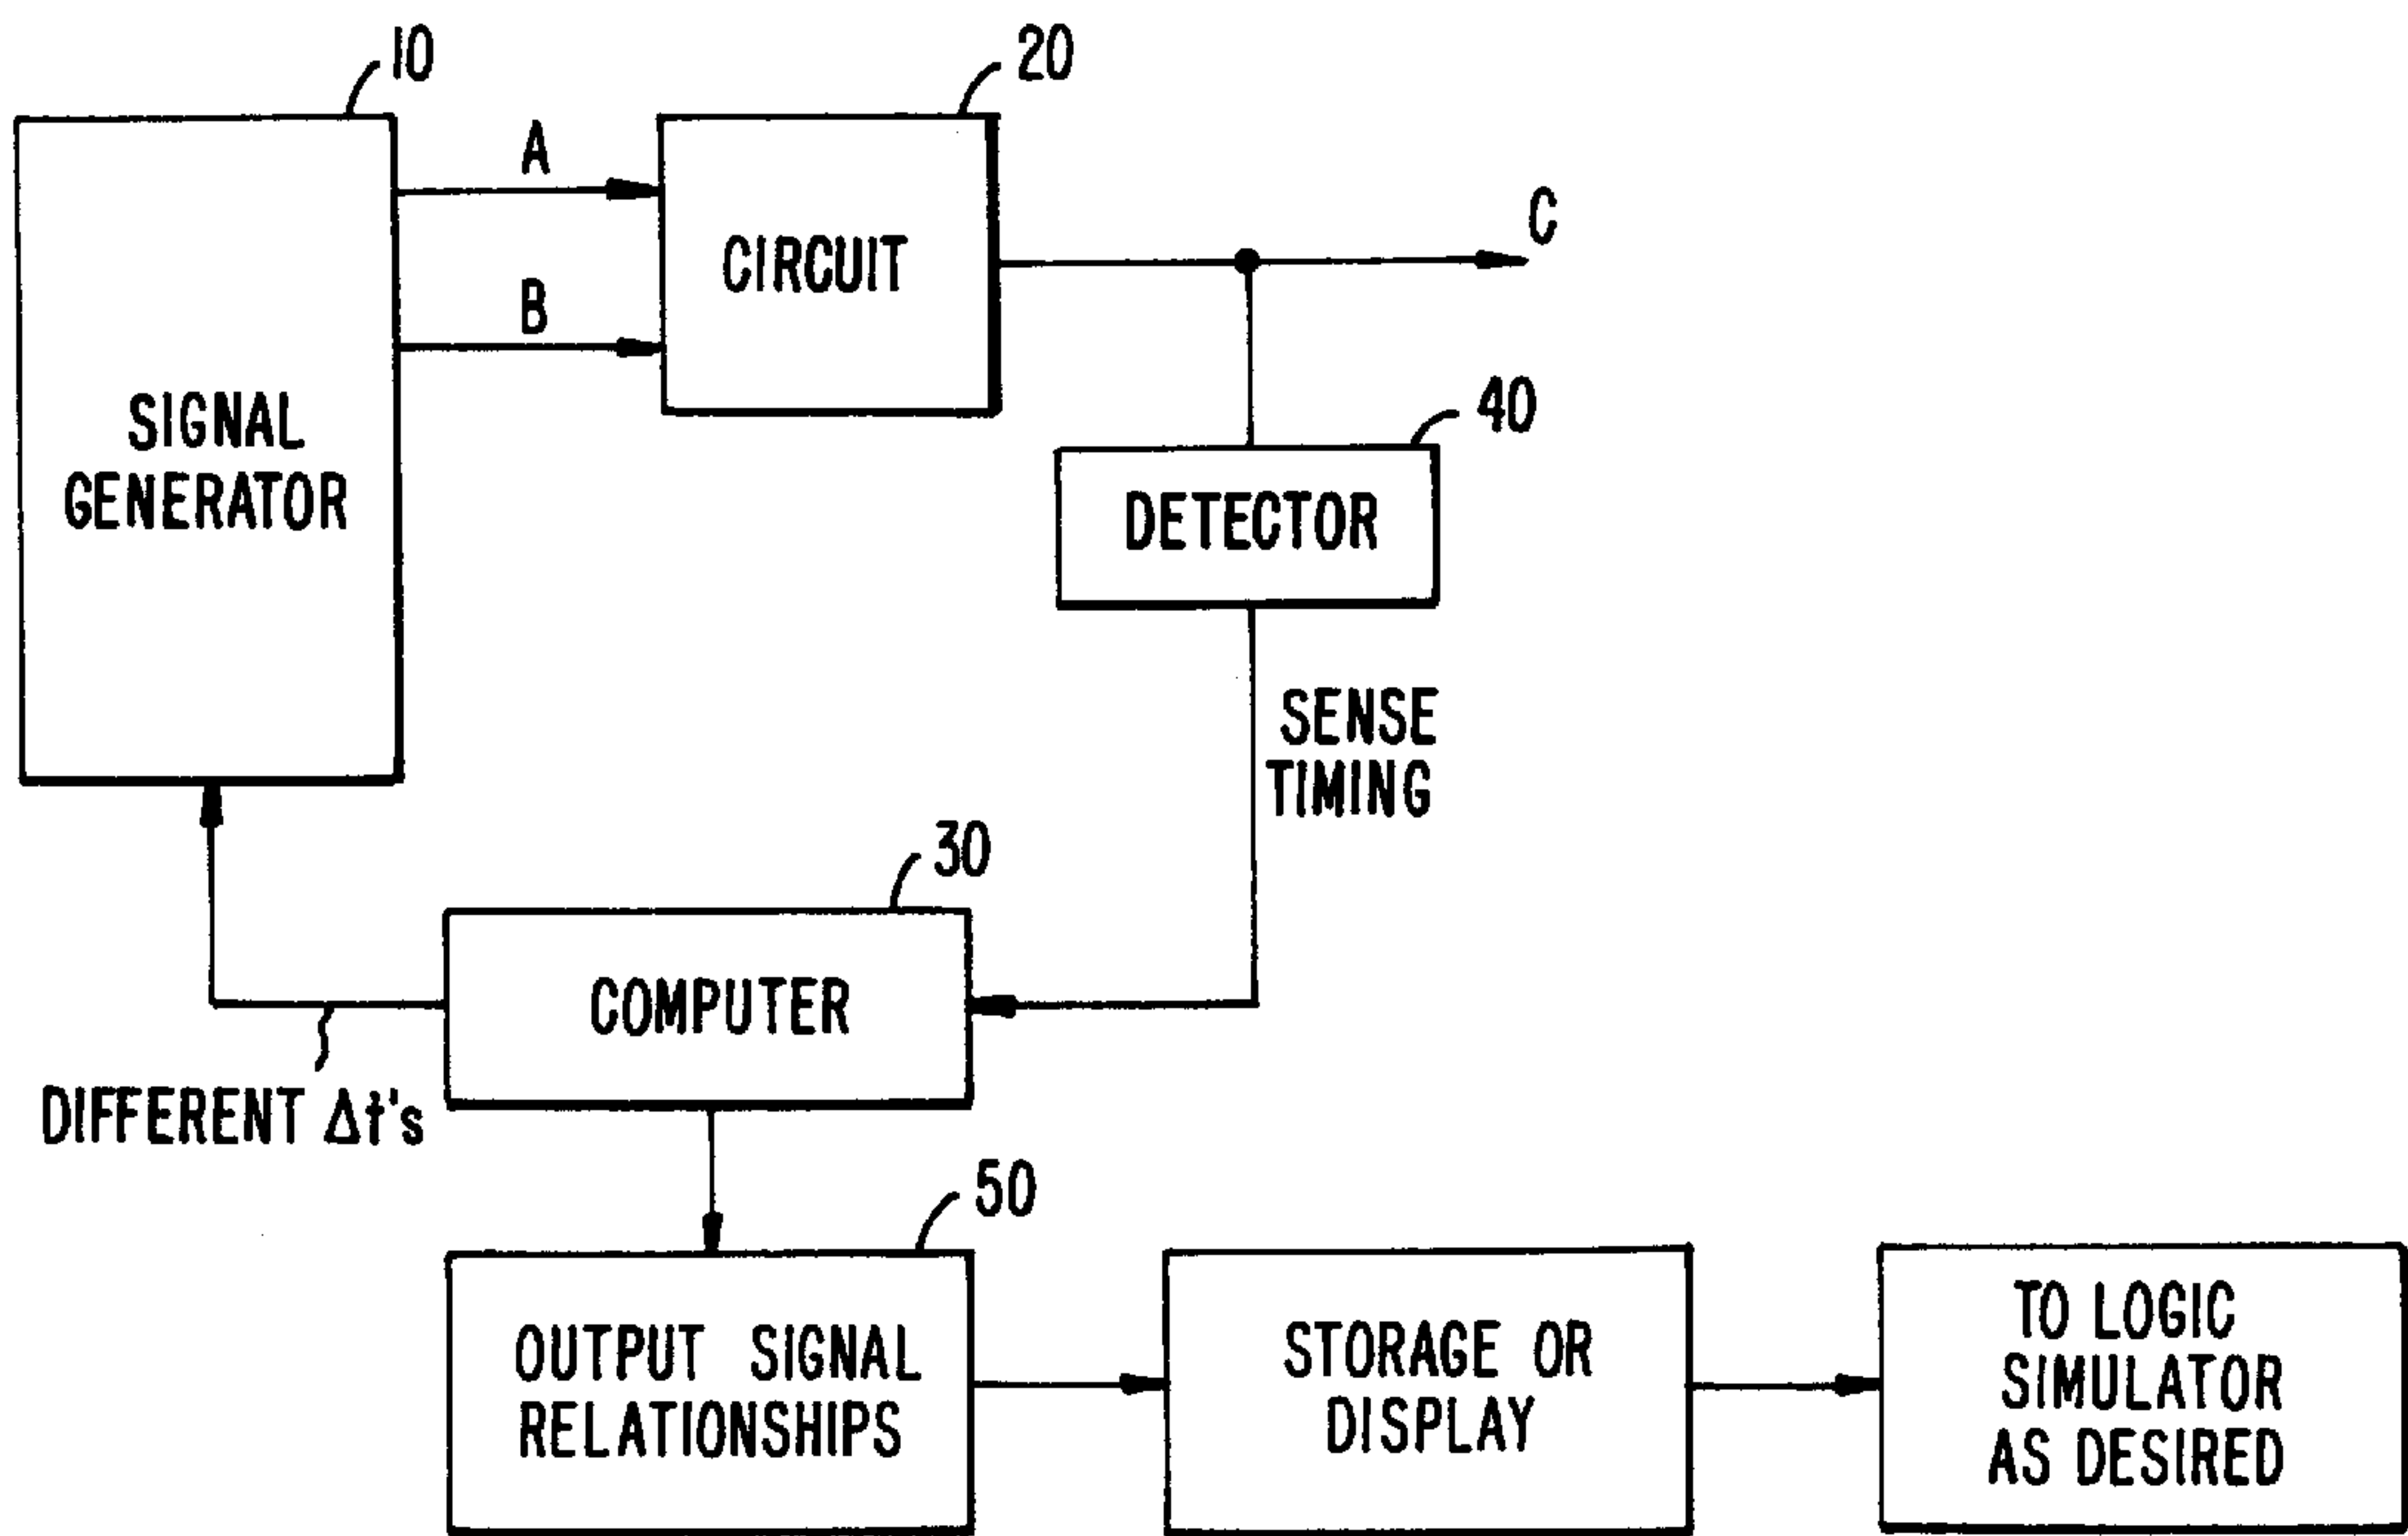 10
20
A
B
C
CIRCUIT
SIGNAL
GENERATOR
40
DETECTOR
SENSE
TIMING
30
COMPUTER
DIFFERENT Δt's
50
OUTPUT SIGNAL
RELATIONSHIPS
STORAGE OR
DISPLAY
TO LOGIC
SIMULATOR
AS DESIRED